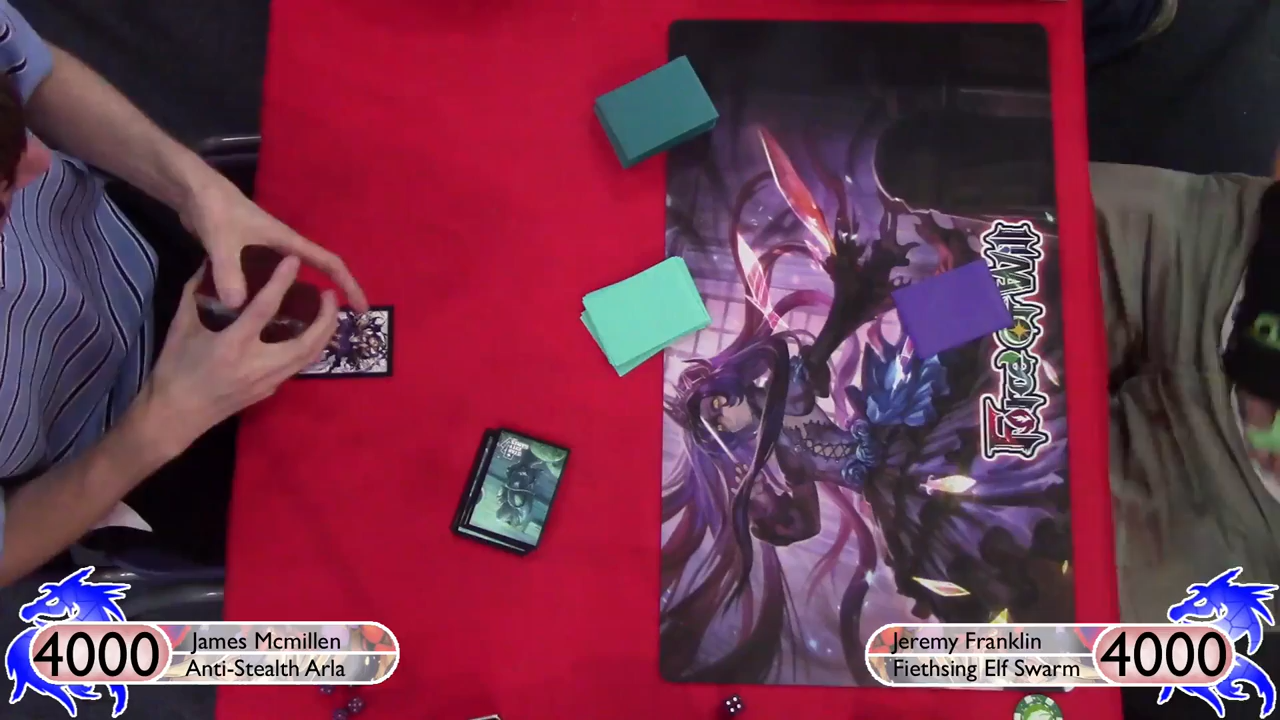 Force Of Will
4000
James Mcmillen
Anti-Stealth Arla
Jeremy Franklin
Fiethsing Elf Swarm
4000